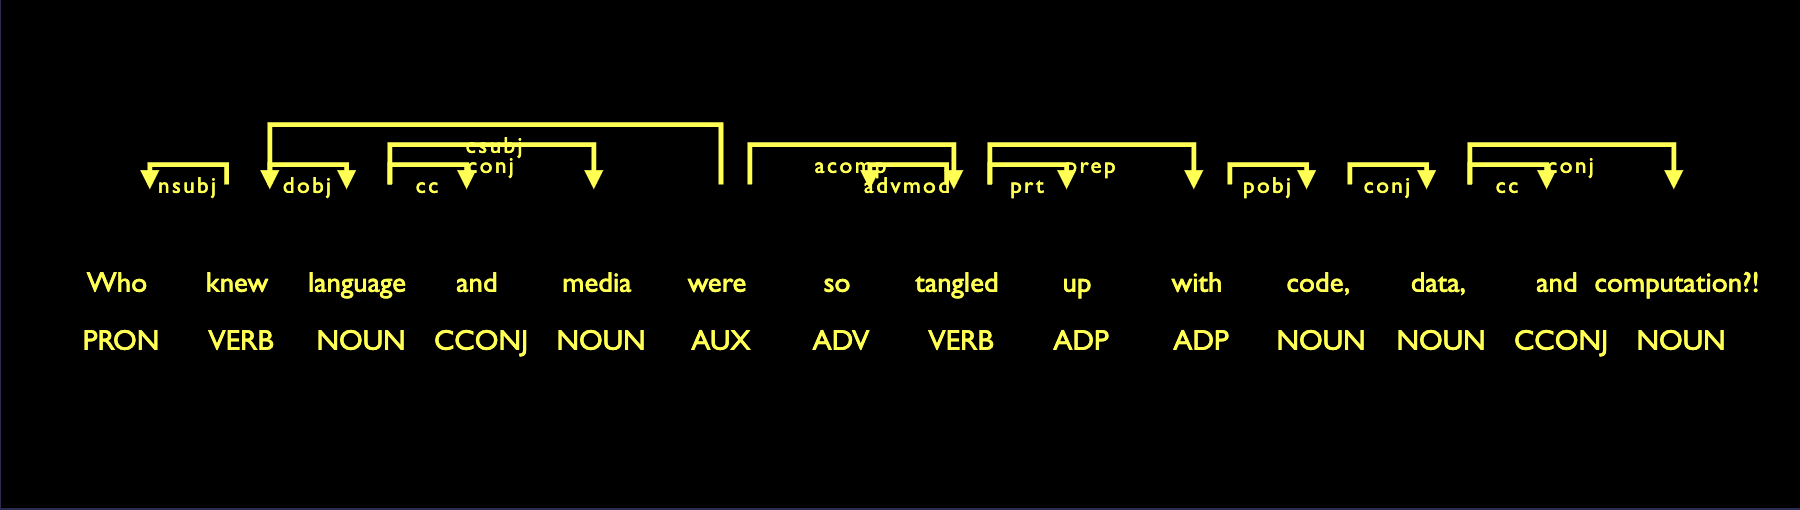 csubj
conj
acomp
prep
conj
nsubj
dobj
cc
advmod
prt
pobj
conj
cc
Who knew language and media were so tangled up with code, data, and computation?!
PRON VERB NOUN CCONJ NOUN AUX ADV VERB ADP ADP NOUN NOUN CCONJ NOUN